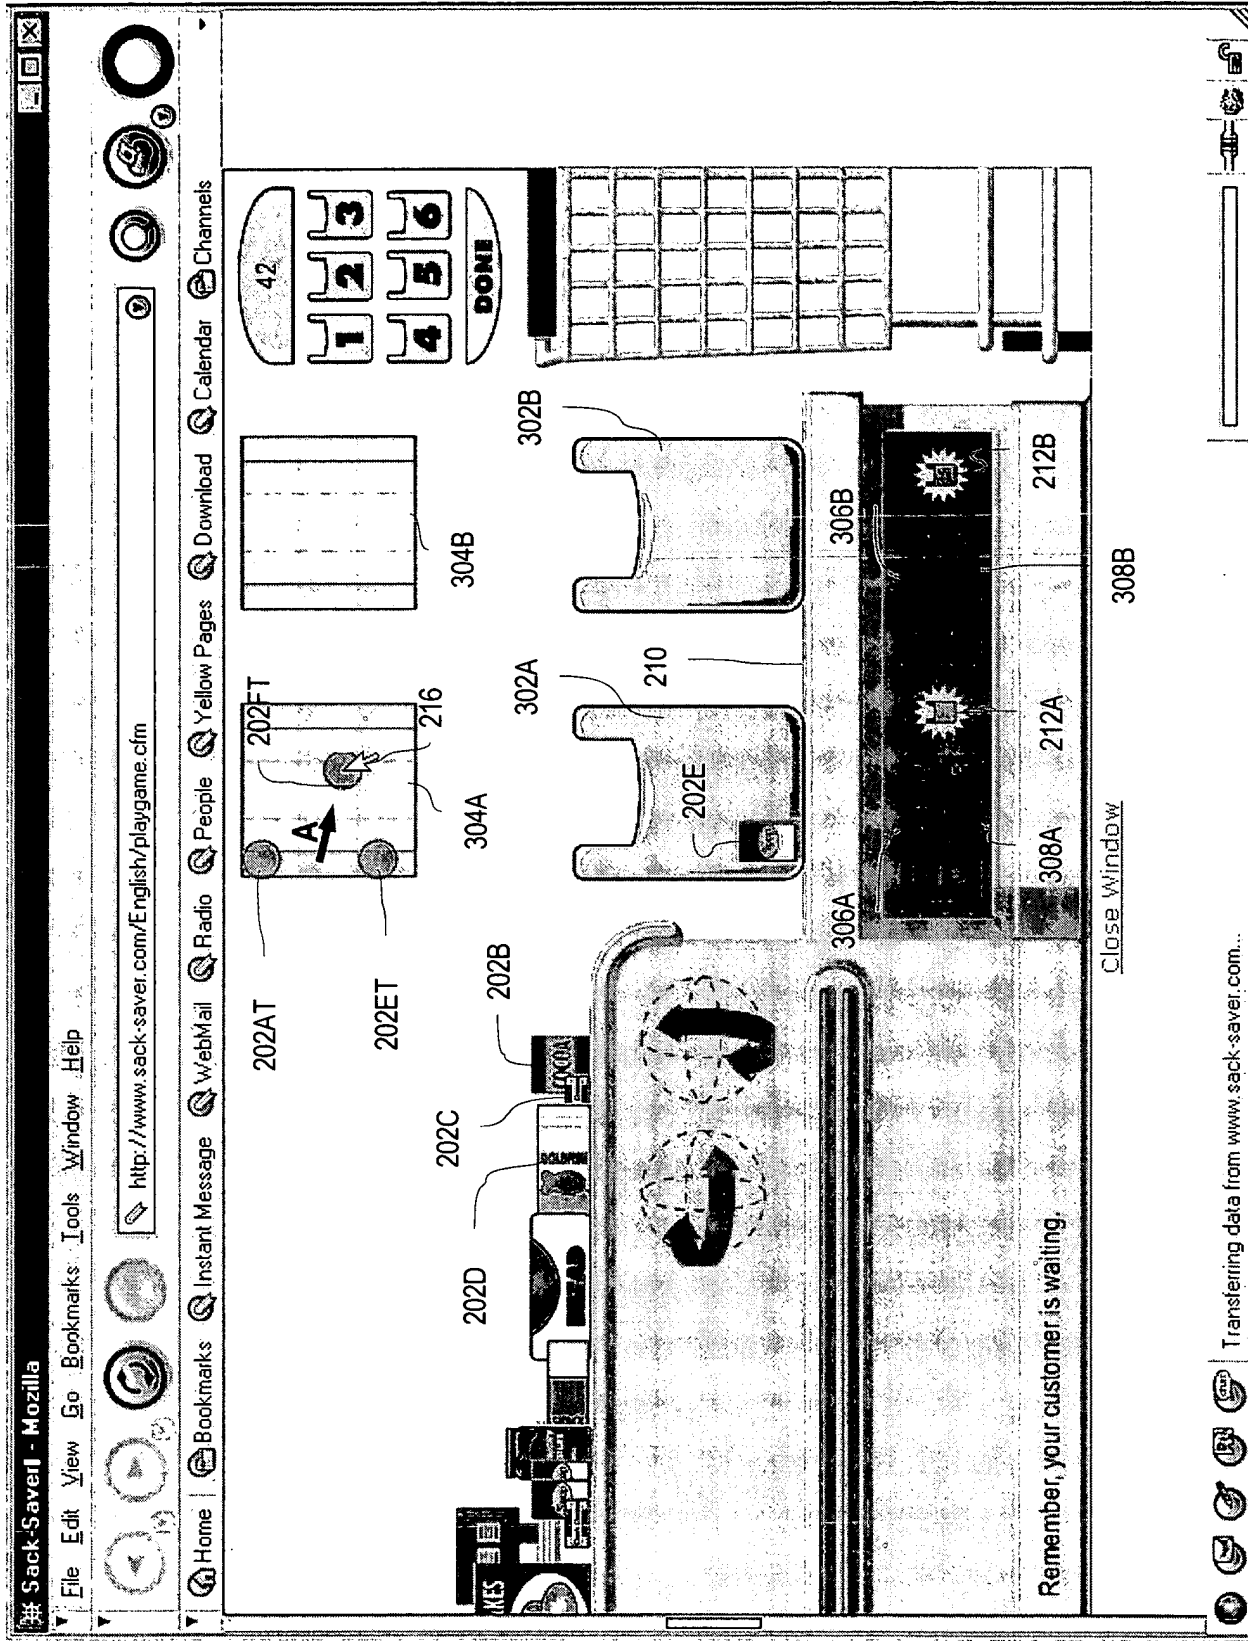 Sack-Saver! - Mozilla
File Edit View Go Bookmarks Tools Window Help
http://www.sack-saver.com/English/playgame.cfm
Home Bookmarks Instant Message WebMail Radio People Yellow Pages Download Calendar Channels
202AT
202FT
A
216
202ET
304A
304B
42
1 2 3
4 5 6
DONE
202D
202C
202B
302A
302B
KES
BREAD
COCOA
202E
210
306A
306B
308A
212A
212B
308B
Remember, your customer is waiting.
Close Window
Transferring data from www.sack-saver.com...